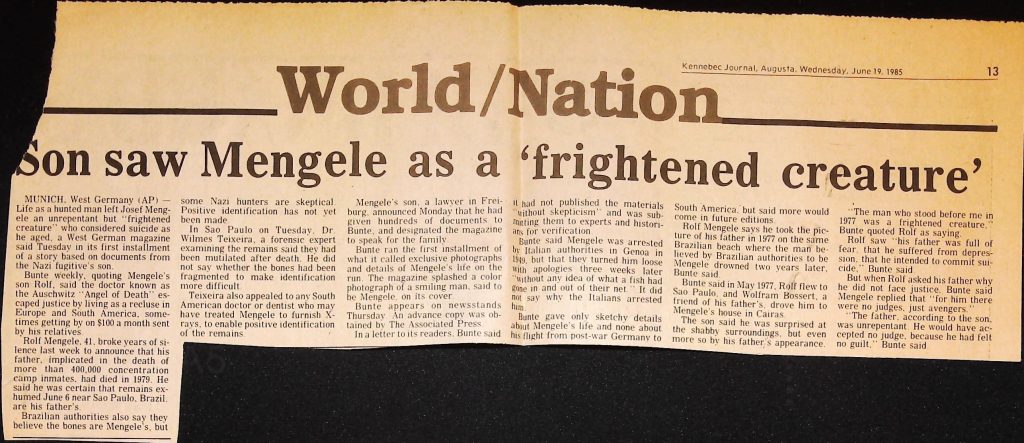 Kennebec Journal, Augusta, Wednesday, June 19, 1985 13
World/Nation
Son saw Mengele as a ‘frightened creature’
MUNICH, West Germany (AP) —
Life as a hunted man left Josef Meng-
ele an unrepentant but "frightened
creature" who considered suicide as
he aged, a West German magazine
said Tuesday in its first installment
of a story based on documents from
the Nazi fugitive's son.
Bunte weekly, quoting Mengele's
son Rolf, said the doctor known as
the Auschwitz "Angel of Death" es-
caped justice by living as a recluse in
Europe and South America, some-
times getting by on $100 a month sent
by his relatives.
Rolf Mengele, 41, broke years of si-
lence last week to announce that his
father, implicated in the death of
more than 400,000 concentration
camp inmates, had died in 1979. He
said he was certain that remains ex-
humed June 6 near Sao Paulo, Brazil,
are his father's.
Brazilian authorities also say they
believe the bones are Mengele's, but
some Nazi hunters are skeptical.
Positive identification has not yet
been made.
In Sao Paulo on Tuesday, Dr.
Wilmes Teixeira, a forensic expert
examining the remains said they had
been mutilated after death. He did
not say whether the bones had been
fragmented to make identification
more difficult.
Teixeira also appealed to any South
American doctor or dentist who may
have treated Mengele to furnish X-
rays, to enable positive identification
of the remains.
Mengele's son, a lawyer in Frei-
burg, announced Monday that he had
given hundreds of documents to
Bunte, and designated the magazine
to speak for the family.
Bunte ran the first installment of
what it called exclusive photographs
and details of Mengele's life on the
run. The magazine splashed a color
photograph of a smiling man, said to
be Mengele, on its cover.
Bunte appears on newsstands
Thursday. An advance copy was ob-
tained by The Associated Press.
In a letter to its readers, Bunte said
it had not published the materials
"without skepticism" and was sub-
mitting them to experts and histori-
ans for verification.
Bunte said Mengele was arrested
by Italian authorities in Genoa in
1949, but that they turned him loose
with apologies three weeks later
"without any idea of what a fish had
gone in and out of their net." It did
not say why the Italians arrested
him.
Bunte gave only sketchy details
about Mengele's life and none about
his flight from post-war Germany to
South America, but said more would
come in future editions.
Rolf Mengele says he took the pic-
ture of his father in 1977 on the same
Brazilian beach where the man be-
lieved by Brazilian authorities to be
Mengele drowned two years later,
Bunte said.
Bunte said in May 1977, Rolf flew to
Sao Paulo, and Wolfram Bossert, a
friend of his father's, drove him to
Mengele's house in Cairas.
The son said he was surprised at
the shabby surroundings, but even
more so by his father's appearance.
"The man who stood before me in
1977 was a frightened creature,"
Bunte quoted Rolf as saying.
Rolf saw "his father was full of
fear, that he suffered from depres-
sion, that he intended to commit sui-
cide," Bunte said.
But when Rolf asked his father why
he did not face justice, Bunte said
Mengele replied that "for him there
were no judges, just avengers."
"The father, according to the son,
was unrepentant. He would have ac-
cepted no judge, because he had felt
no guilt," Bunte said.